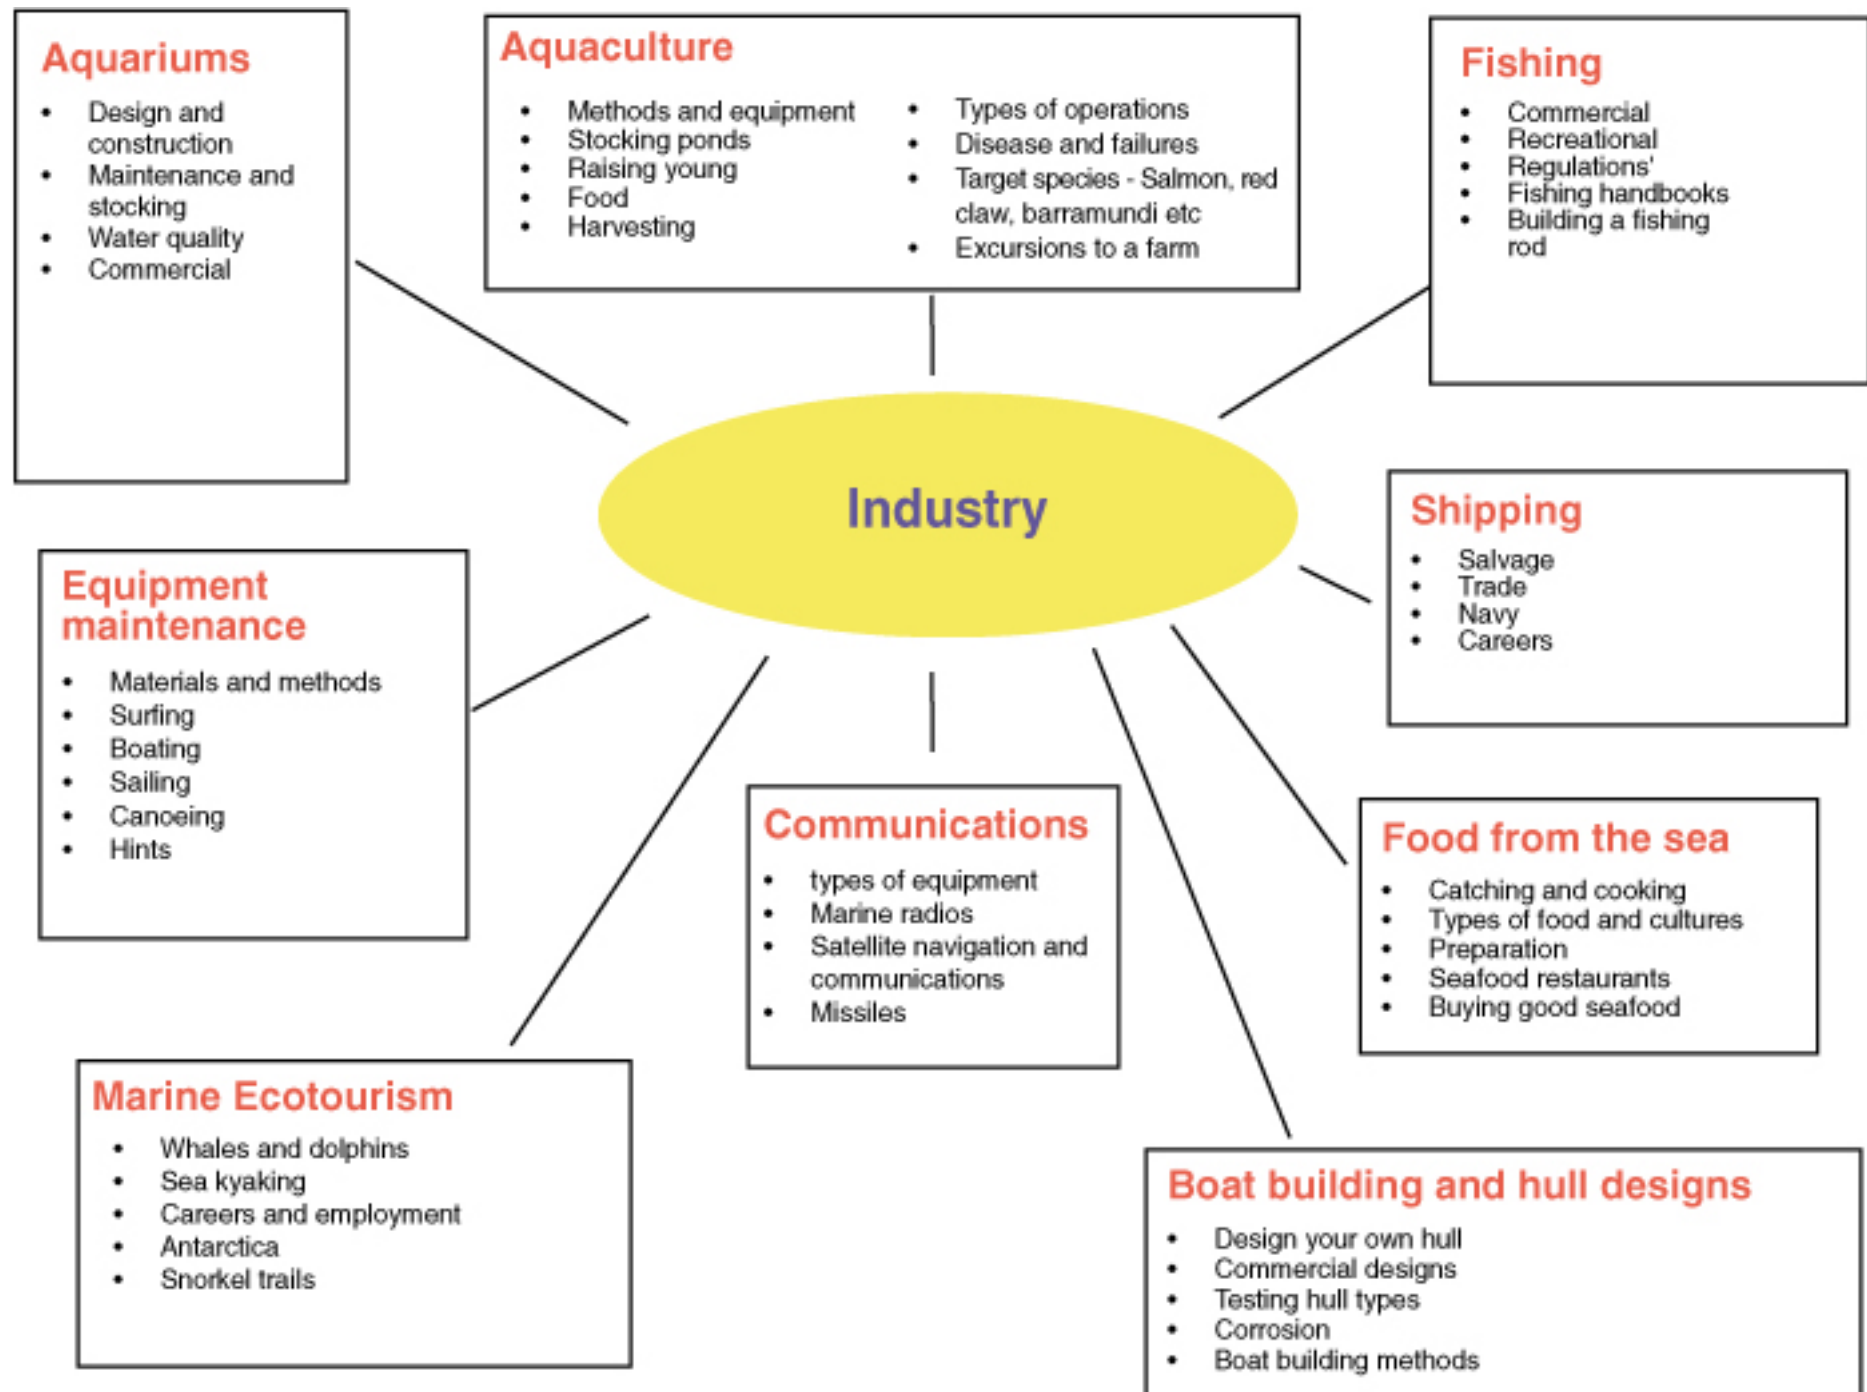 Aquariums
• Design and
construction
• Maintenance and
stocking
• Water quality
• Commercial
Aquaculture
• Methods and equipment
• Stocking ponds
• Raising young
• Food
• Harvesting
• Types of operations
• Disease and failures
• Target species - Salmon, red
claw, barramundi etc
• Excursions to a farm
Fishing
• Commercial
• Recreational
• Regulations'
• Fishing handbooks
• Building a fishing
rod
Industry
Shipping
• Salvage
• Trade
• Navy
• Careers
Equipment
maintenance
• Materials and methods
• Surfing
• Boating
• Sailing
• Canoeing
• Hints
Communications
• types of equipment
• Marine radios
• Satellite navigation and
communications
• Missiles
Food from the sea
• Catching and cooking
• Types of food and cultures
• Preparation
• Seafood restaurants
• Buying good seafood
Marine Ecotourism
• Whales and dolphins
• Sea kyaking
• Careers and employment
• Antarctica
• Snorkel trails
Boat building and hull designs
• Design your own hull
• Commercial designs
• Testing hull types
• Corrosion
• Boat building methods